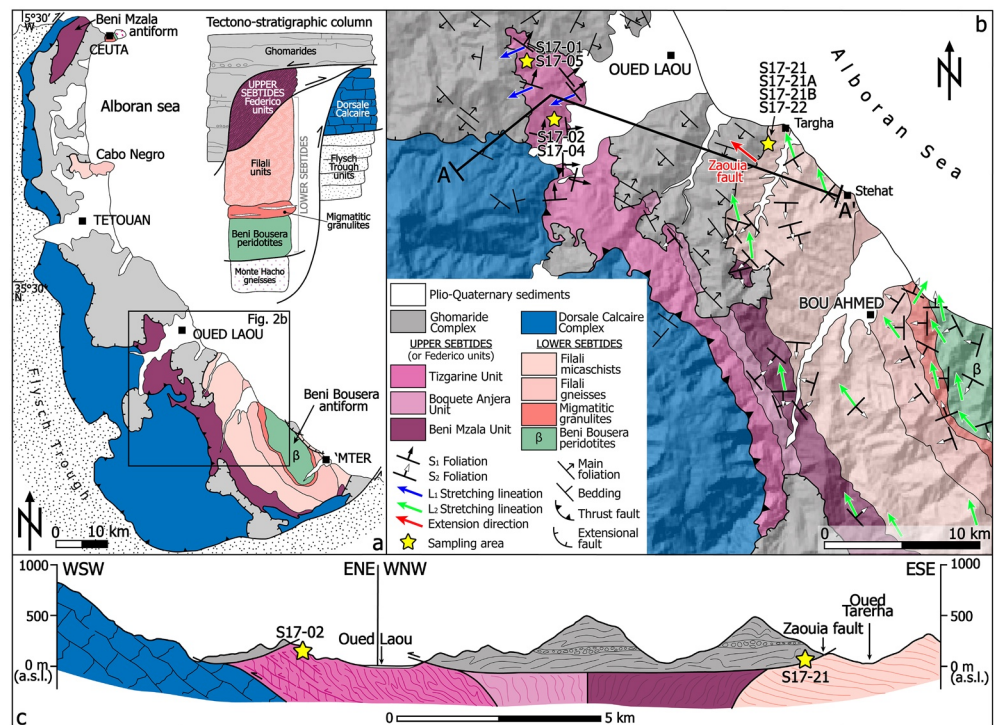 5°30'
W
Beni Mzala
antiform
CEUTA
Alboran sea
Cabo Negro
TETOUAN
35°30'
N
Fig. 2b
OUED LAOU
Beni Bousera
antiform
β
JMTER
Flysch Trough
N
0 10 km
a
Tectono-stratigraphic column
Ghomarides
UPPER
SEBTIDES
Federico
units
Dorsale
Calcaire
Filali
units
LOWER SEBTIDES
Flysch
Trough
units
Migmatitic
granulites
Beni Bousera
peridotites
Monte Hacho
gneisses
b
S17-01
S17-05
OUED LAOU
S17-02
S17-04
A
S17-21
S17-21A
S17-21B
S17-22
Targha
Zaouia
fault
Stehat
A'
Alboran Sea
N
BOU AHMED
β
0 10 km
Plio-Quaternary sediments
Ghomaride
Complex
Dorsale Calcaire
Complex
UPPER SEBTIDES
(or Federico units)
LOWER SEBTIDES
Tizgarine Unit
Filali
micaschists
Boquete Anjera
Unit
Filali
gneisses
Migmatitic
granulites
Beni Mzala Unit
β
Beni Bousera
peridotites
S1 Foliation
S2 Foliation
L1 Stretching lineation
L2 Stretching lineation
Extension direction
Sampling area
Main
foliation
Bedding
Thrust fault
Extensional
fault
1000
500
0 m
(a.s.l.)
WSW
ENE
WNW
ESE
1000
500
0 m
(a.s.l.)
S17-02
Oued Laou
Oued
Tarerha
Zaouia fault
S17-21
c
0 5 km